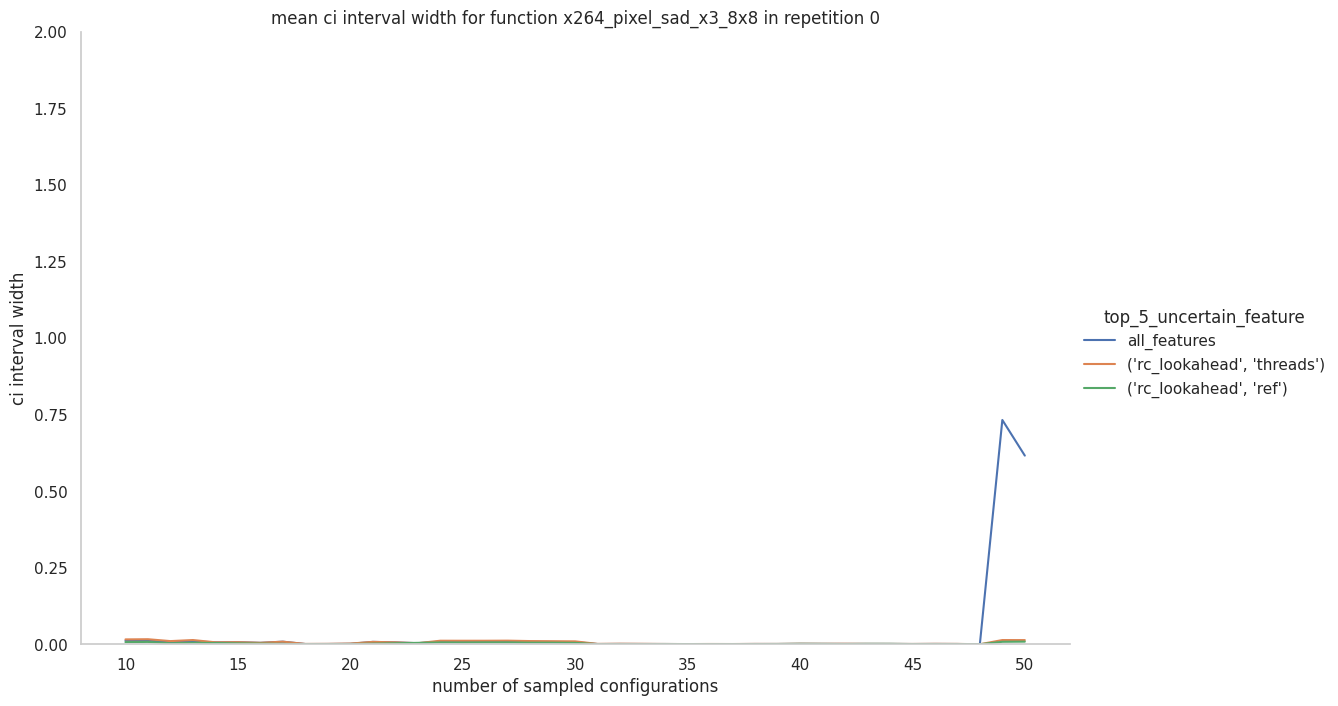 mean ci interval width for function x264_pixel_sad_x3_8x8 in repetition 0
2.00
1.75
1.50
1.25
1.00
0.75
0.50
0.25
0.00
ci interval width
10 15 20 25 30 35 40 45 50
number of sampled configurations
top_5_uncertain_feature
all_features
('rc_lookahead', 'threads')
('rc_lookahead', 'ref')